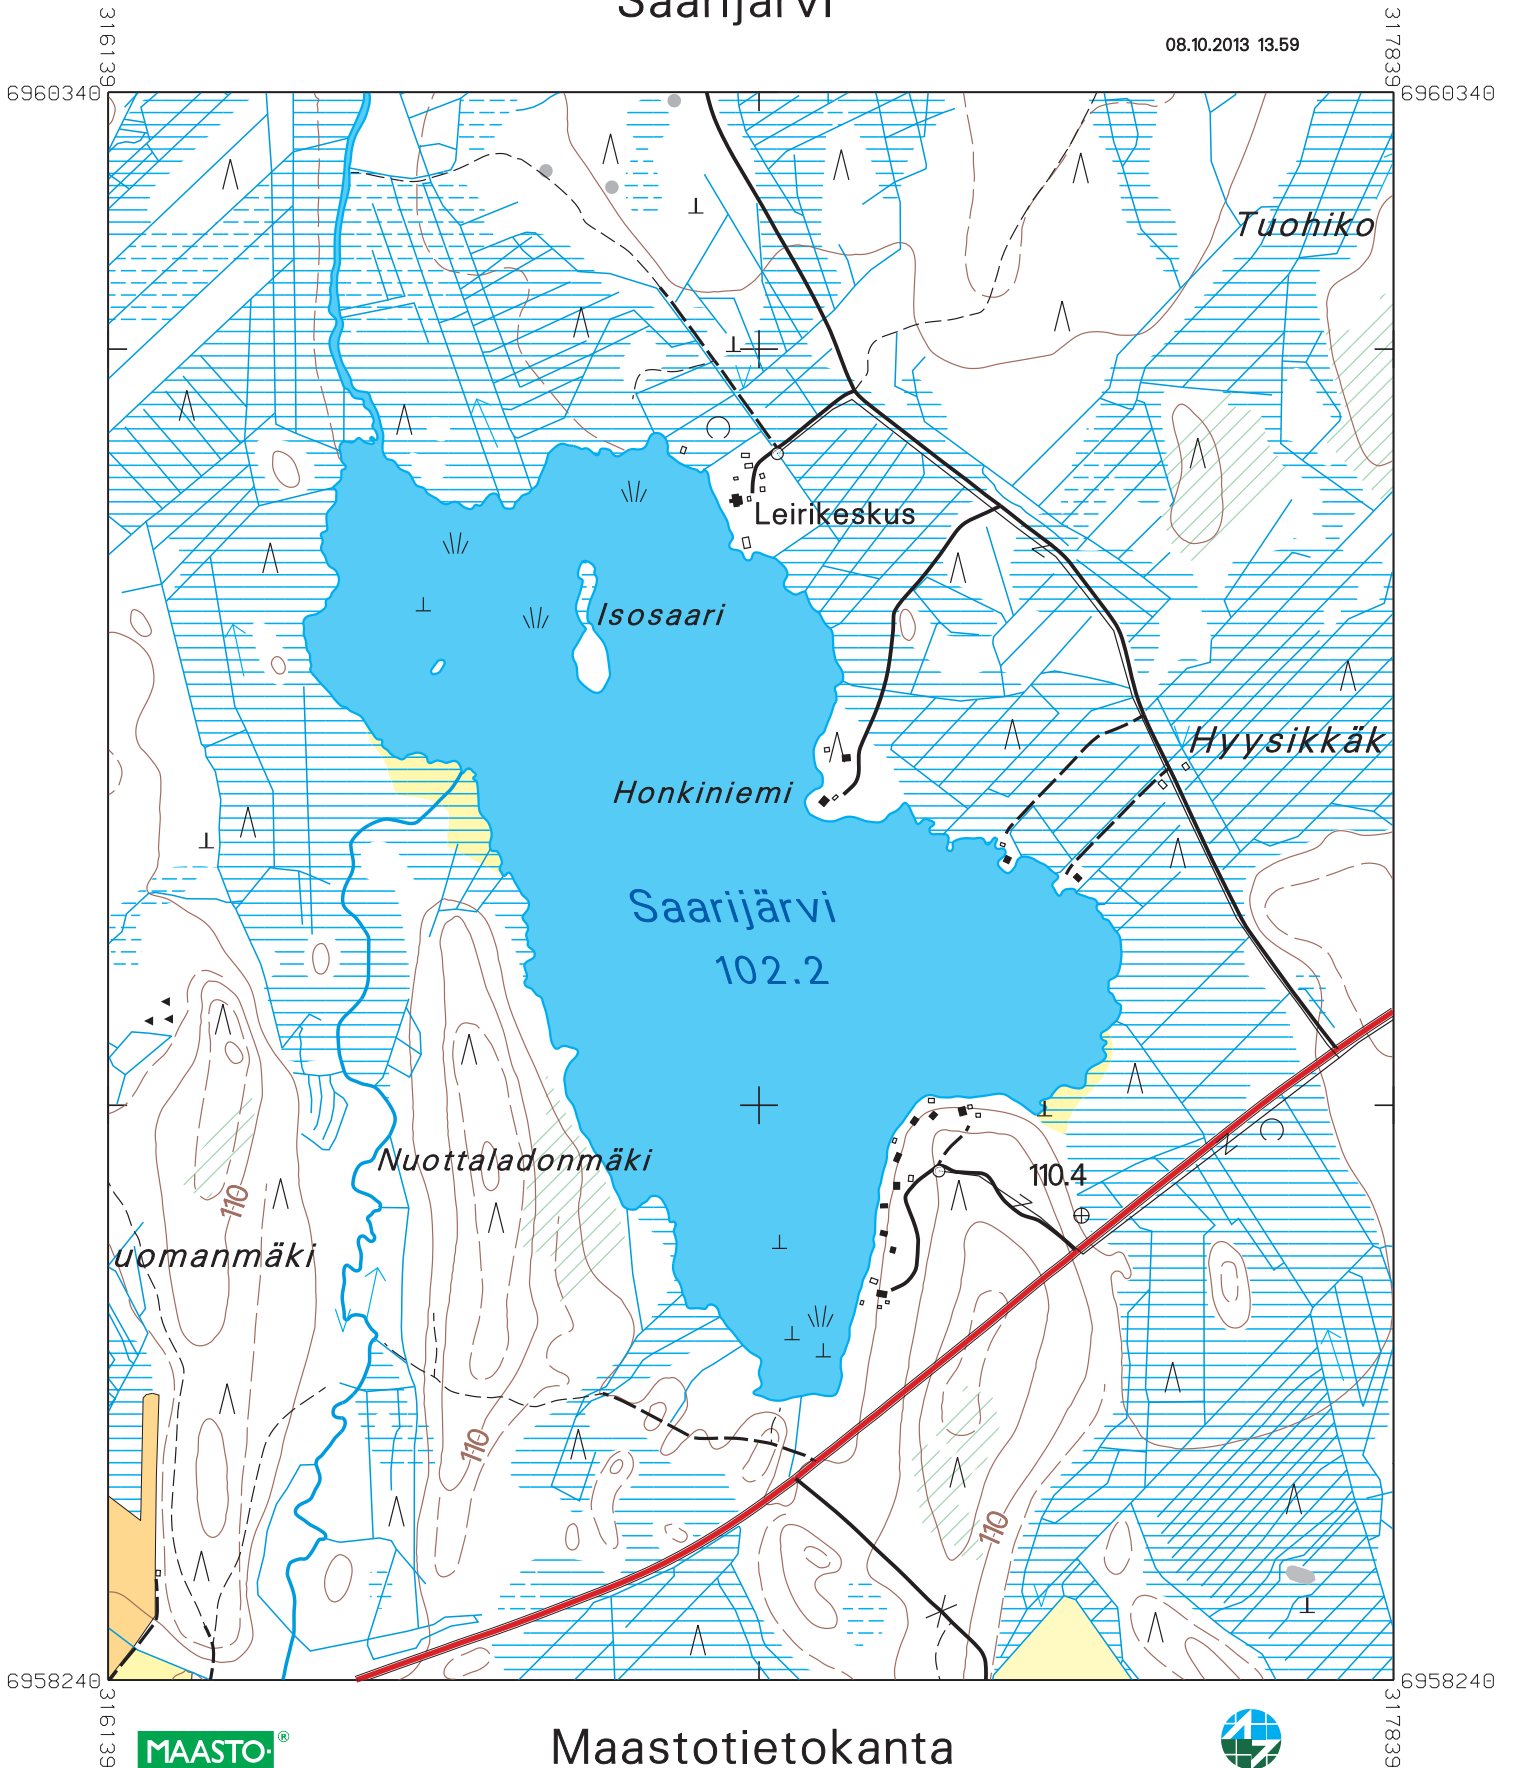 Saarijärvi
08.10.2013 13.59
316139
317839
6960340
6960340
Tuohiko
Leirikeskus
Isosaari
Hyysikkäk
Honkiniemi
Saarijärvi
102.2
Nuottaladonmäki
110.4
110
uomanmäki
110
110
6958240
6958240
316139
317839
MAASTO®
Maastotietokanta